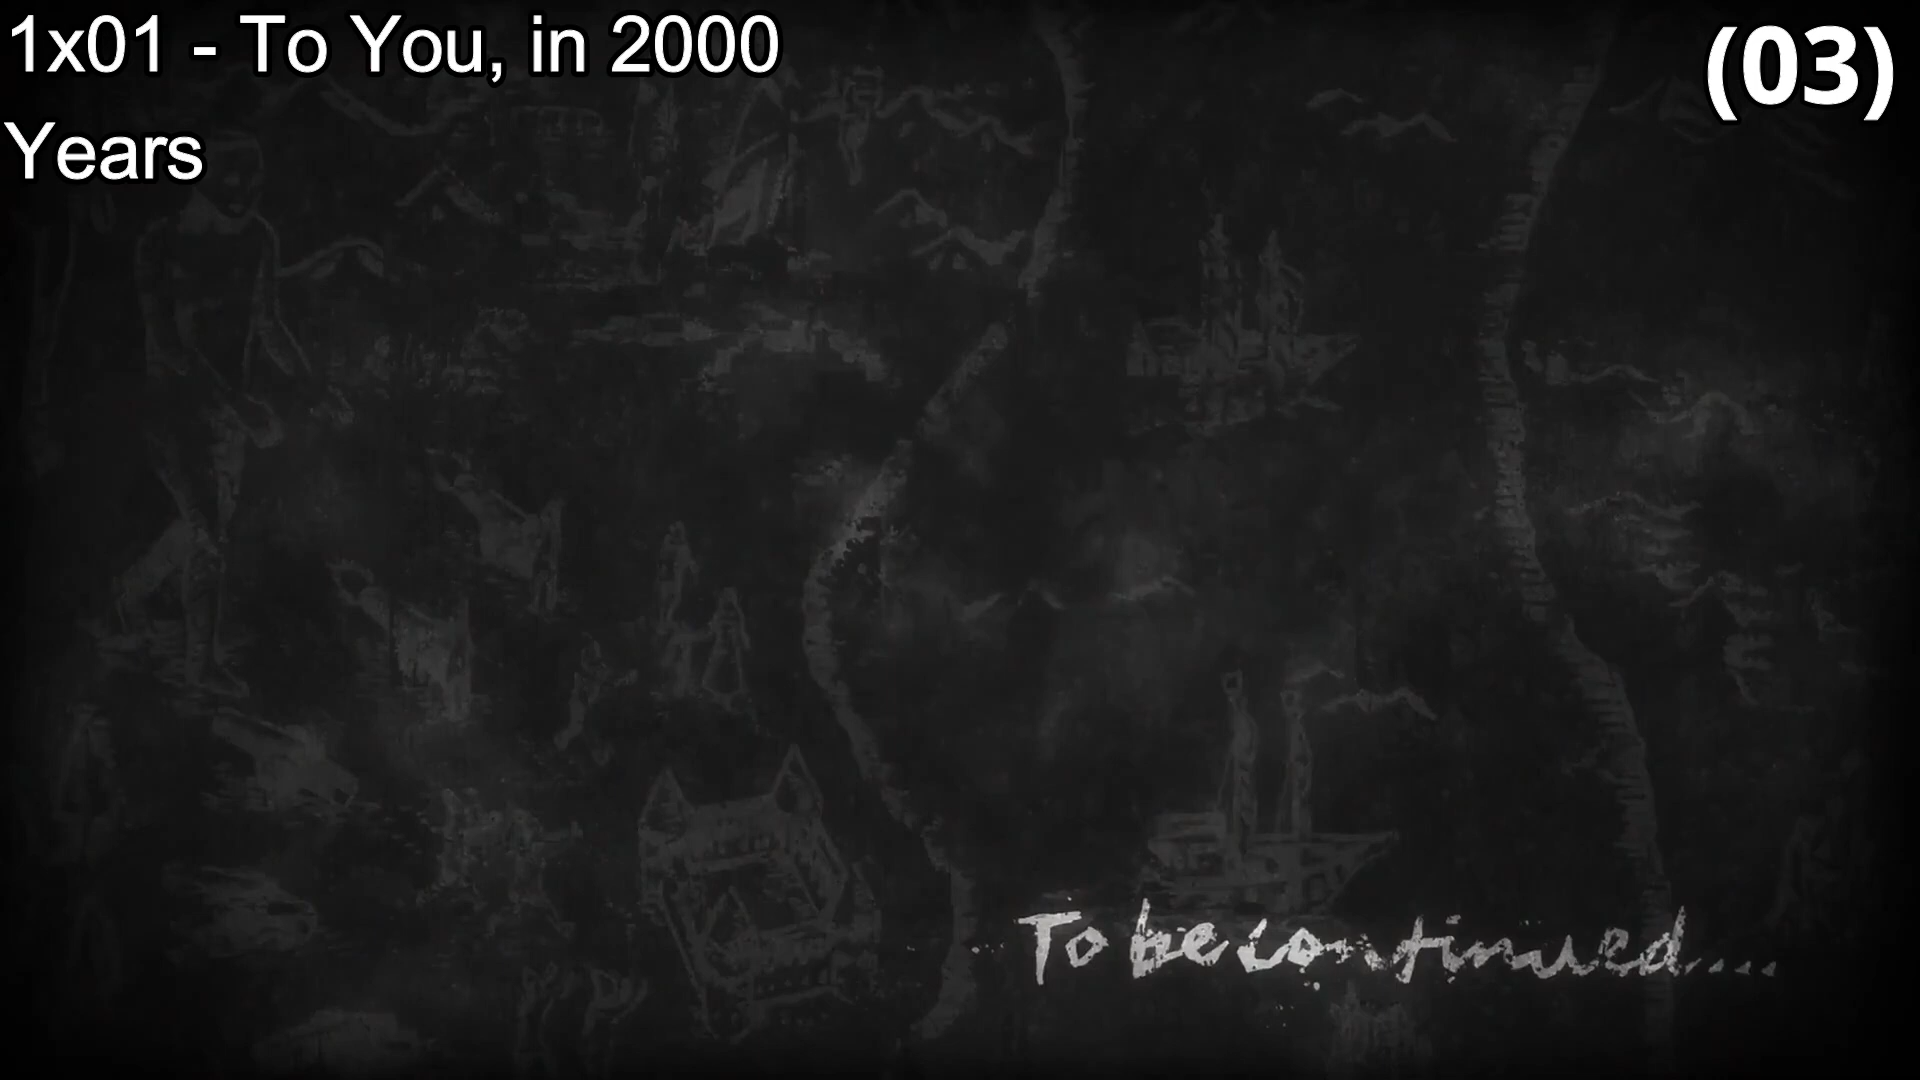 1x01 - To You, in 2000
Years
(03)
To be continued...